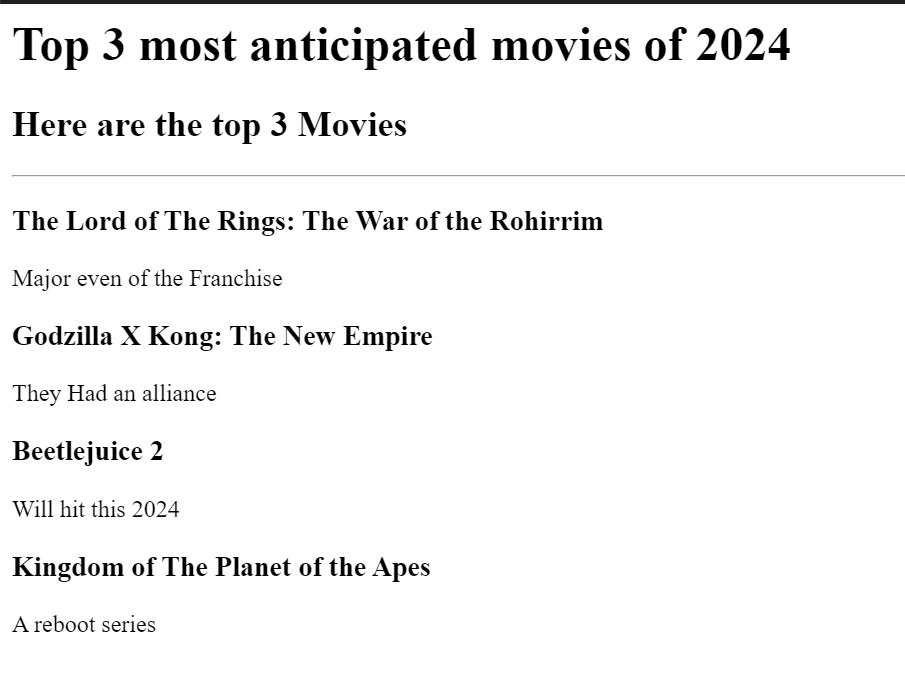 Top 3 most anticipated movies of 2024
Here are the top 3 Movies
The Lord of The Rings: The War of the Rohirrim
Major even of the Franchise
Godzilla X Kong: The New Empire
They Had an alliance
Beetlejuice 2
Will hit this 2024
Kingdom of The Planet of the Apes
A reboot series